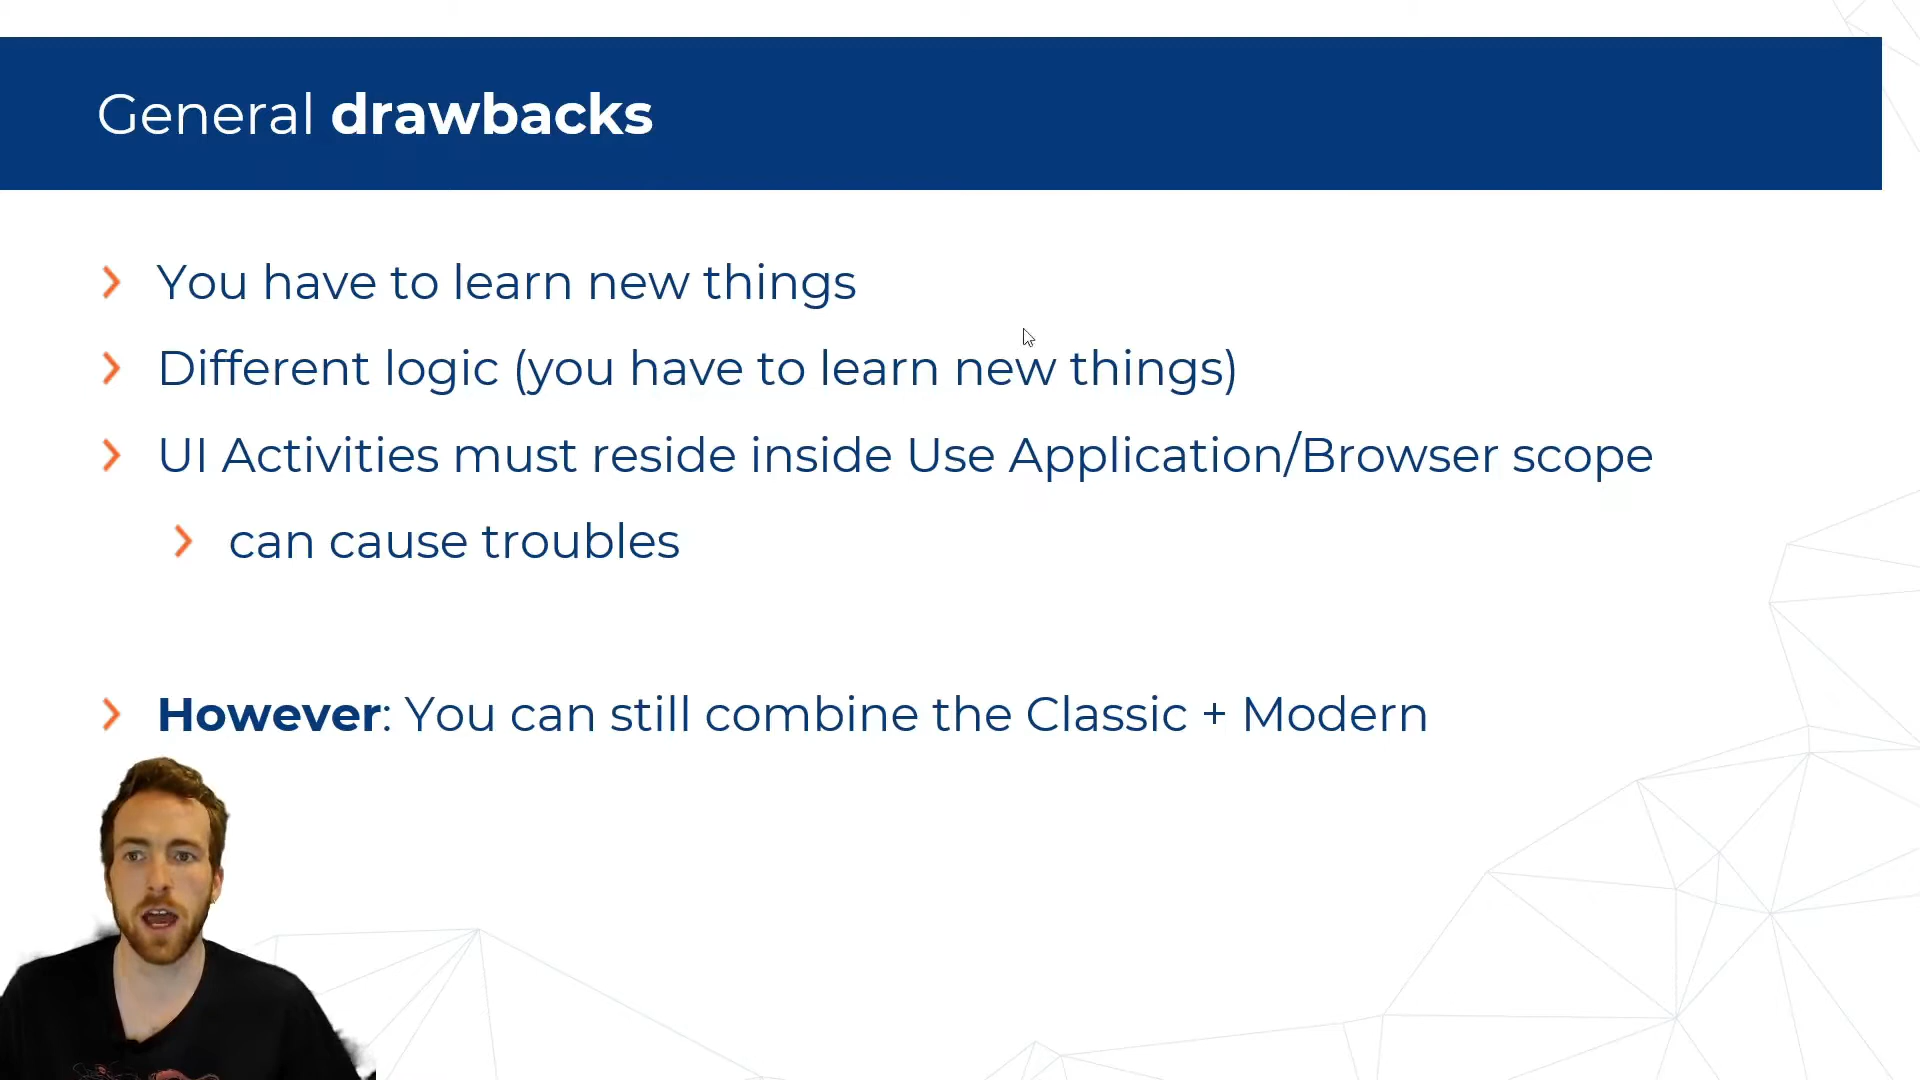 General drawbacks
You have to learn new things
Different logic (you have to learn new things)
UI Activities must reside inside Use Application/Browser scope
can cause troubles
However: You can still combine the Classic + Modern